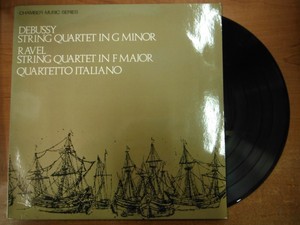 CHAMBER MUSIC SERIES
DEBUSSY
STRING QUARTET IN G MINOR
RAVEL
STRING QUARTET IN F MAJOR
QUARTETTO ITALIANO